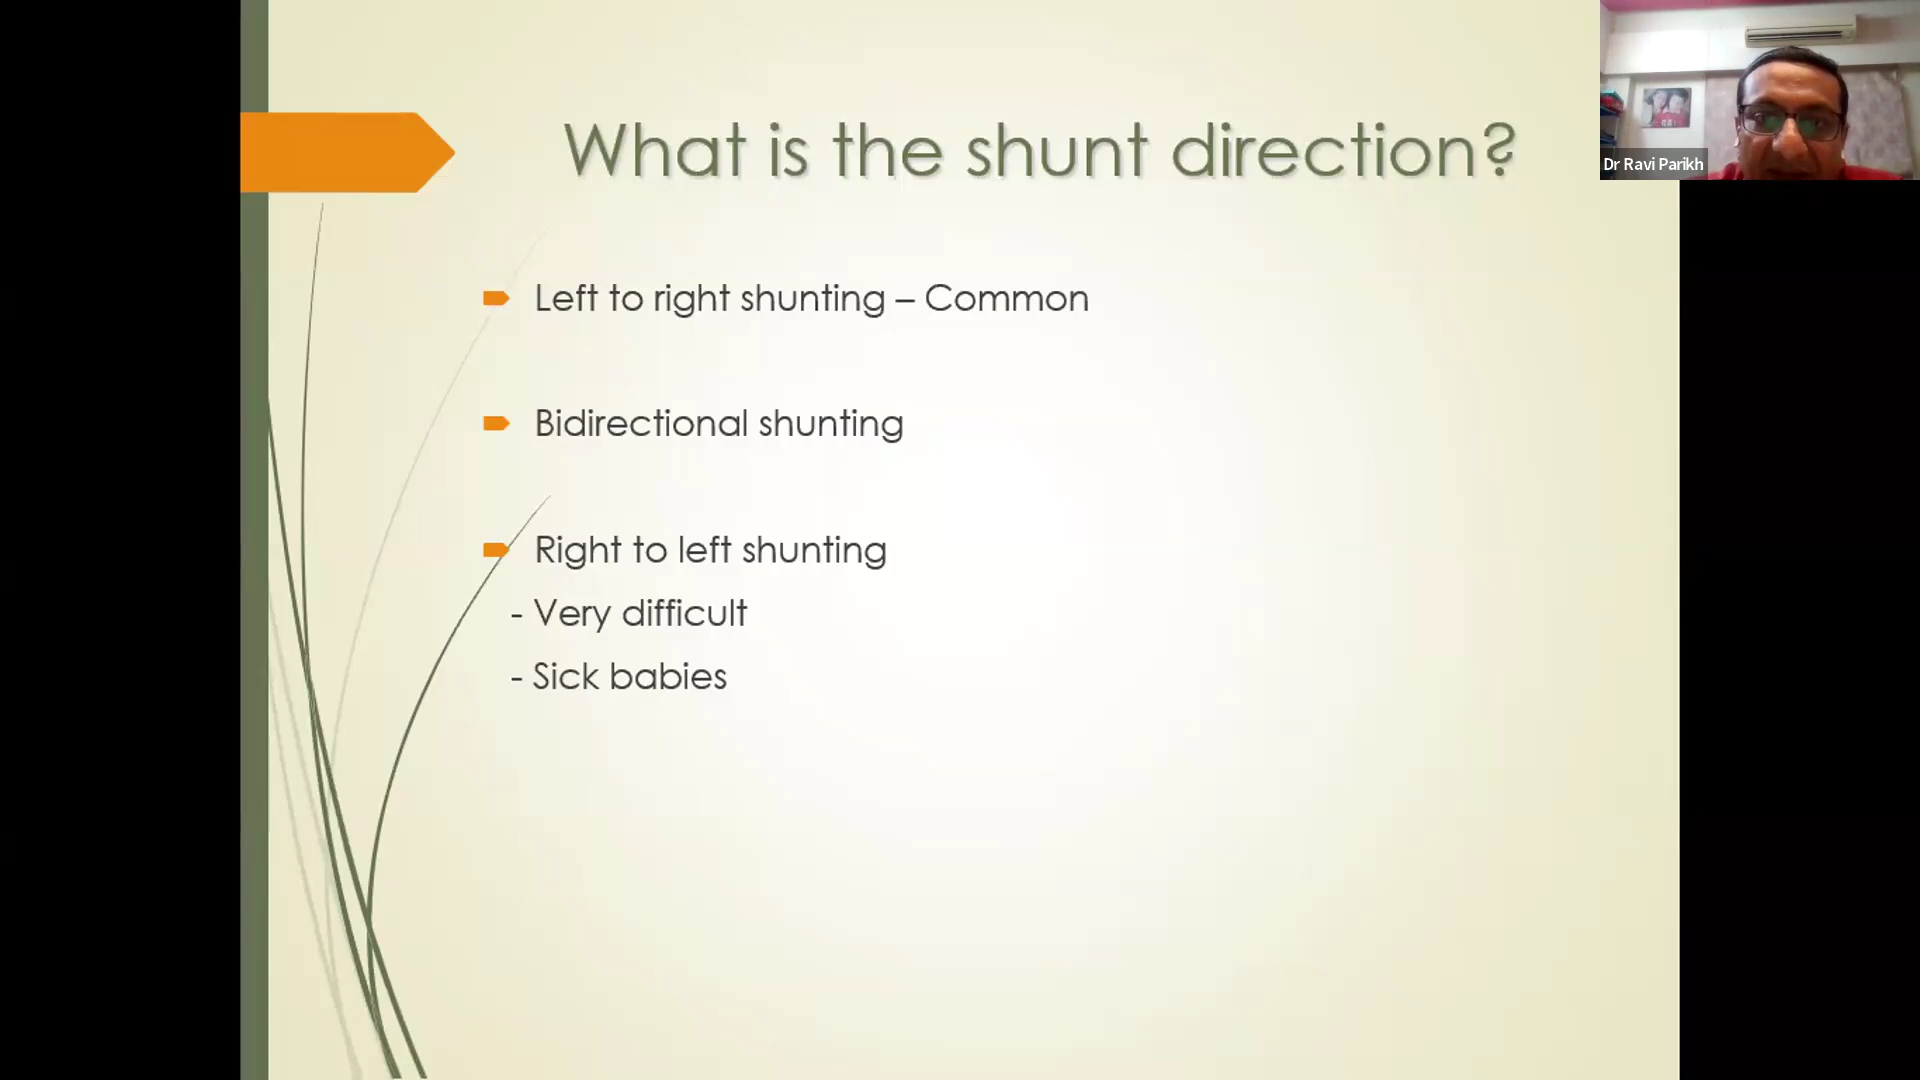 What is the shunt direction?
Left to right shunting – Common
Bidirectional shunting
Right to left shunting
- Very difficult
- Sick babies
Dr Ravi Parikh